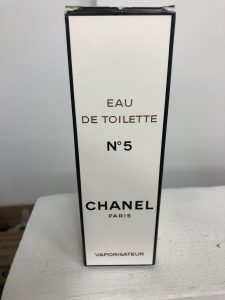 EAU
DE TOILETTE
N°5
CHANEL
PARIS
VAPORISATEUR